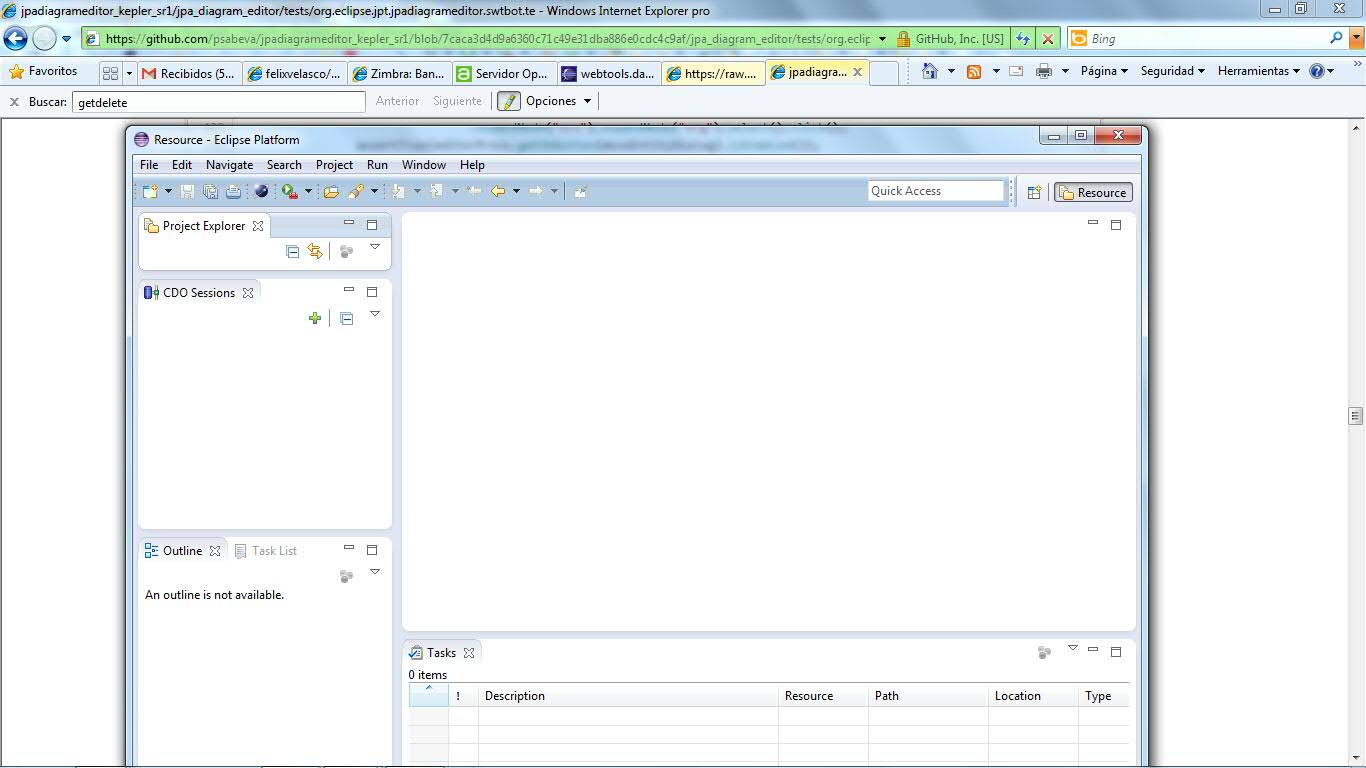 jpadiagrameditor_kepler_sr1/jpa_diagram_editor/tests/org.eclipse.jpt.jpadiagrameditor.swtbot.te - Windows Internet Explorer pro
https://github.com/psabeva/jpadiagrameditor_kepler_sr1/blob/7caca3d4d9a6360c71c49e31dba886e0cdc4c9af/jpa_diagram_editor/tests/org.eclip GitHub, Inc. [US] Bing
Favoritos Recibidos (5... felixvelasco/... Zimbra: Ban... Servidor Op... webtools.da... https://raw.... jpadiagra... Página Seguridad Herramientas
Buscar: getdelete Anterior Siguiente Opciones
Resource - Eclipse Platform
File Edit Navigate Search Project Run Window Help
Quick Access Resource
Project Explorer
CDO Sessions
Outline Task List
An outline is not available.
Tasks
0 items
! Description Resource Path Location Type